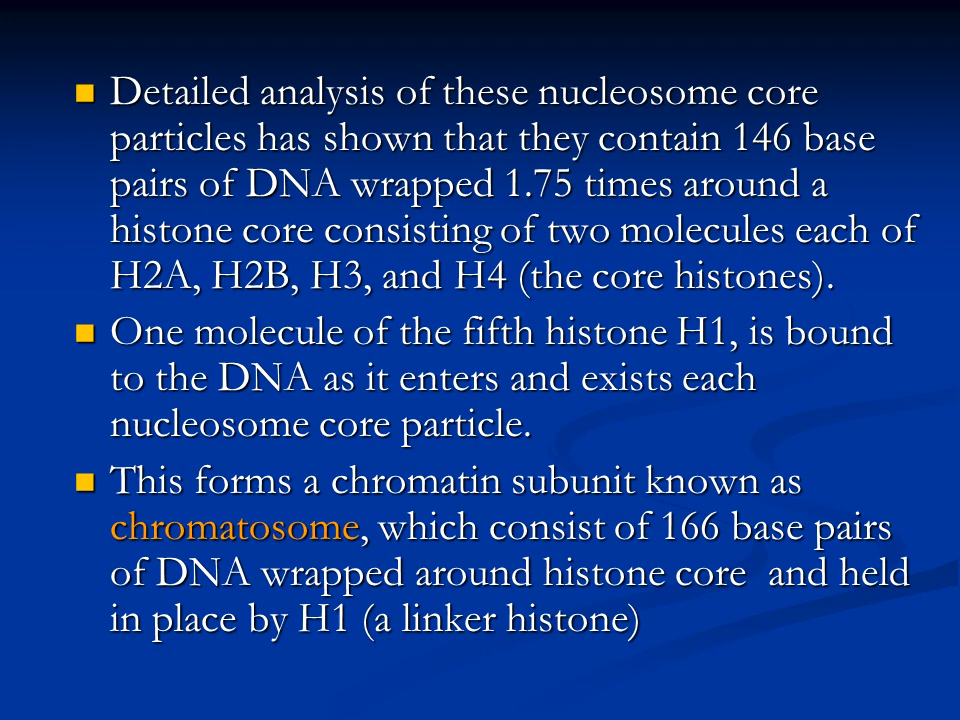 Detailed analysis of these nucleosome core
particles has shown that they contain 146 base
pairs of DNA wrapped 1.75 times around a
histone core consisting of two molecules each of
H2A, H2B, H3, and H4 (the core histones).
One molecule of the fifth histone H1, is bound
to the DNA as it enters and exists each
nucleosome core particle.
This forms a chromatin subunit known as
chromatosome, which consist of 166 base pairs
of DNA wrapped around histone core  and held
in place by H1 (a linker histone)